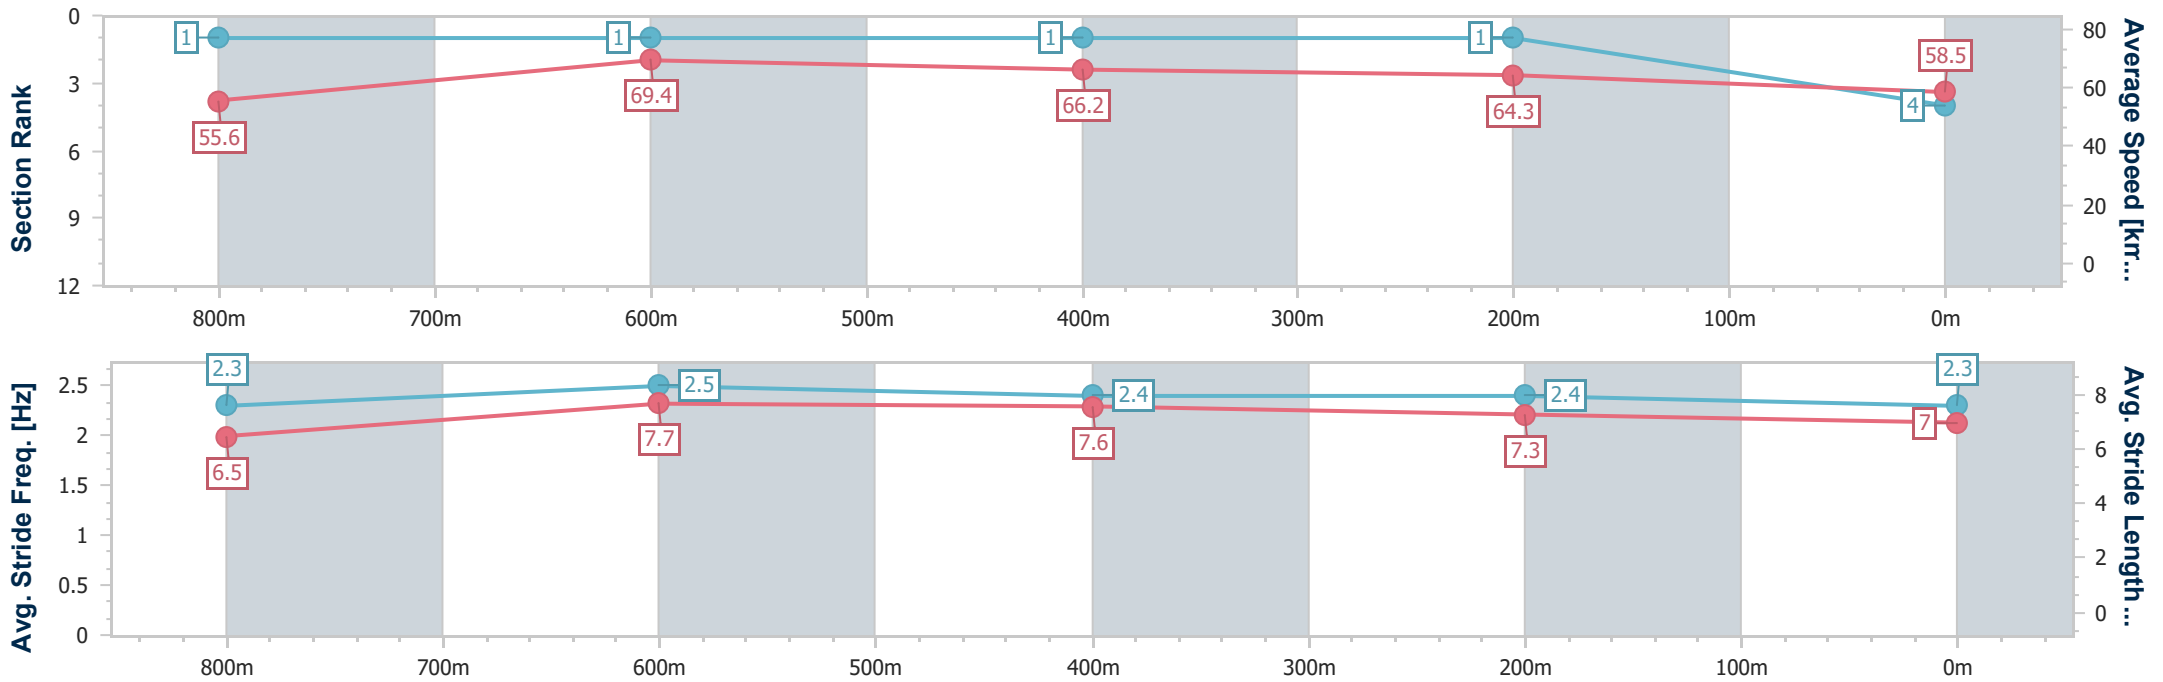 Section Rank
0
3
6
9
12
1
1
1
1
4
55.6
69.4
66.2
64.3
58.5
80
60
40
20
0
Average Speed [km...
800m
700m
600m
500m
400m
300m
200m
100m
0m
Avg. Stride Freq. [Hz]
2.5
2
1.5
1
0.5
0
2.3
2.5
2.4
2.4
2.3
6.5
7.7
7.6
7.3
7
8
6
4
2
0
Avg. Stride Length ...
800m
700m
600m
500m
400m
300m
200m
100m
0m